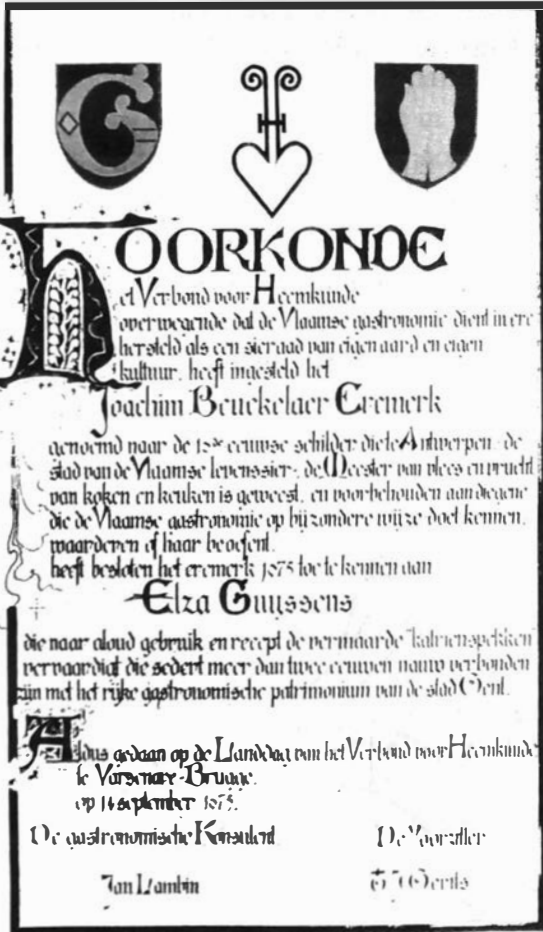 OORKONDE
Het Verbond voor Heemkunde
overwegende dat de Vlaamse gastronomie dient in ere
hersteld als een sieraad van eigen aard en eigen
kultuur, heeft ingesteld het
Joachim Beuckelaer Eremerk
genoemd naar de eeuwse schilder die te Antwerpen, de
stad van de Vlaamse levenssier, de Meester van vlees en vrucht
van koken en keuken is geweest, en voorbehouden aan diegene
die de Vlaamse gastronomie op bijzondere wijze doet kennen,
waarderen of haar beoefent,
heeft besloten het eremerk 1975 toe te kennen aan
Elza Guyssens
die naar aloud gebruik en recept de vermaarde "katrienspekken"
vervaardigt die sedert meer dan twee eeuwen nauw verbonden
zijn met het rijke gastronomische patrimonium van de stad Gent.
Aldus gedaan op de Landdag van het Verbond voor Heemkunde
te Varsenare-Brugge,
op 14 september 1975.
De gastronomische Konsulent De Voorzitter
Jan Lambin